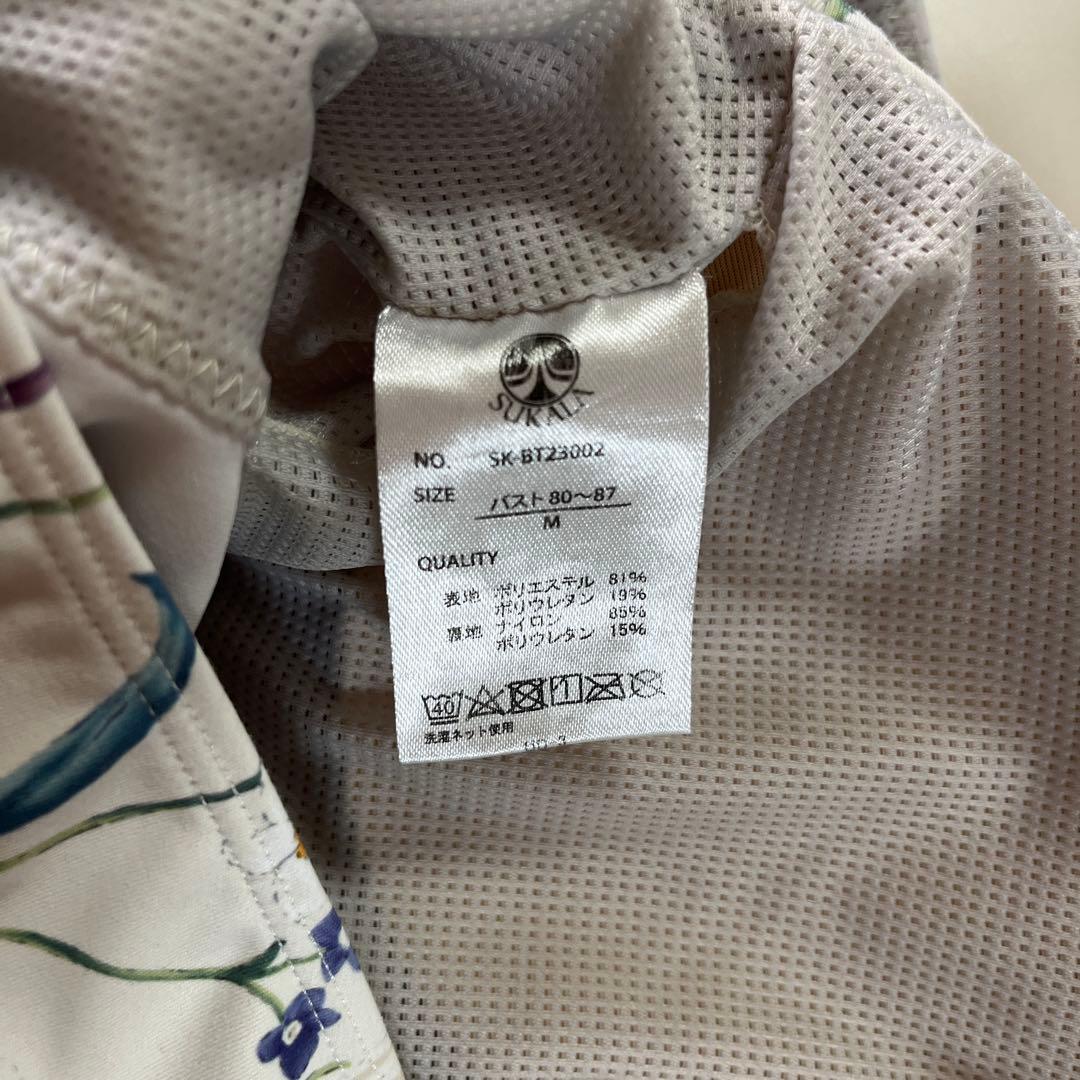 SUKALA
NO. SK-BT23002
SIZE バスト 80～87
M
QUALITY
表地 ポリエステル 81%
ポリウレタン 19%
裏地 ナイロン 85%
ポリウレタン 15%
40
洗濯ネット使用